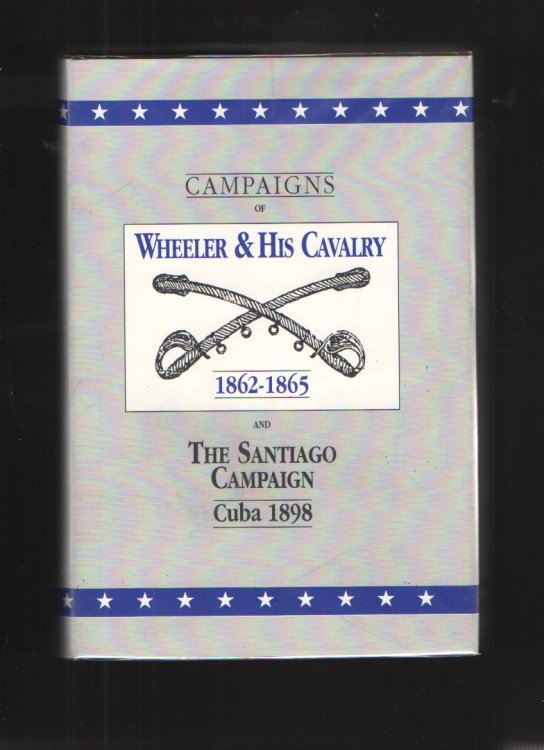 CAMPAIGNS
OF
WHEELER & HIS CAVALRY
1862-1865
AND
THE SANTIAGO
CAMPAIGN
Cuba 1898